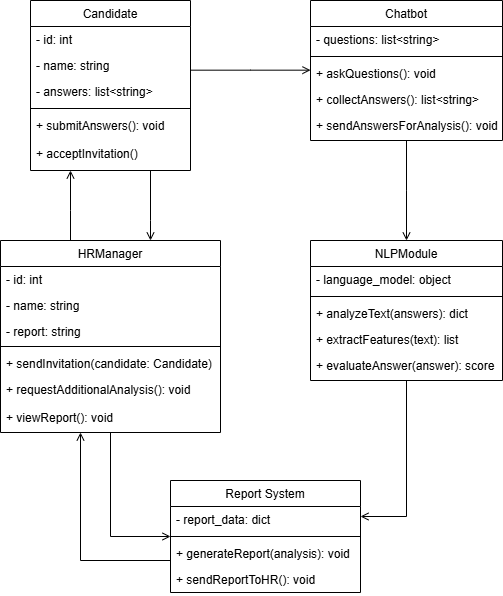 Candidate
- id: int
- name: string
- answers: list<string>
+ submitAnswers(): void
+ acceptInvitation()
Chatbot
- questions: list<string>
+ askQuestions(): void
+ collectAnswers(): list<string>
+ sendAnswersForAnalysis(): void
HRManager
- id: int
- name: string
- report: string
+ sendInvitation(candidate: Candidate)
+ requestAdditionalAnalysis(): void
+ viewReport(): void
NLPModule
- language_model: object
+ analyzeText(answers): dict
+ extractFeatures(text): list
+ evaluateAnswer(answer): score
Report System
- report_data: dict
+ generateReport(analysis): void
+ sendReportToHR(): void